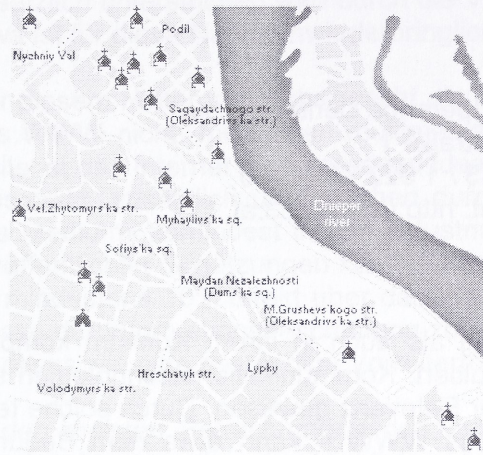 Podil
Nyzhniy Val
Sagaydachnogo str.
(Oleksandrivs'ka str.)
Vel.Zhytomyrs'ka str.
Myhaylivs'ka sq.
Dnieper
river
Sofiys'ka sq.
Maydan Nezalezhnosti
(Dums'ka sq.)
M.Grushevs'kogo str.
(Oleksandrivs'ka str.)
Hreschatyk str.
Lypky
Volodymyrs'ka str.